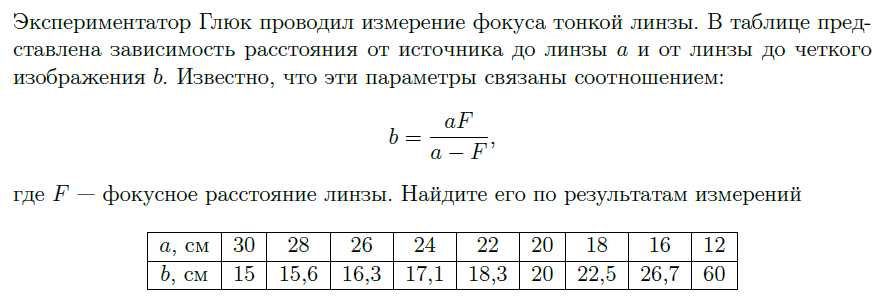 Экспериментатор Глюк проводил измерение фокуса тонкой линзы. В таблице пред-
ставлена зависимость расстояния от источника до линзы a и от линзы до четкого
изображения b. Известно, что эти параметры связаны соотношением:
b = aF / (a − F),
где F — фокусное расстояние линзы. Найдите его по результатам измерений
a, см 30 28 26 24 22 20 18 16 12
b, см 15 15,6 16,3 17,1 18,3 20 22,5 26,7 60